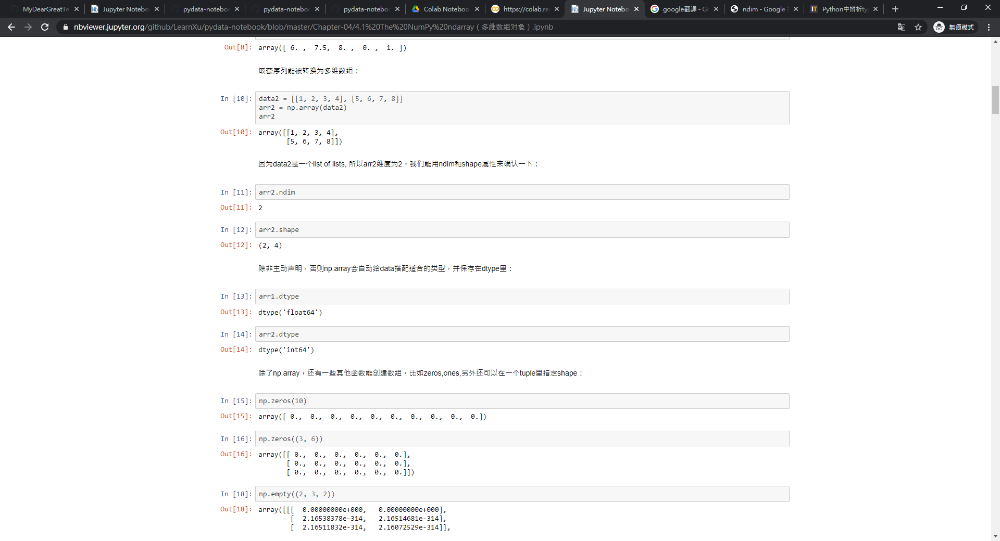 MyDearGreatTe
Jupyter Notebo
pydata-notebo
pydata-notebo
pydata-notebo
Colab Notebool
https://colab.re
Jupyter Notebo
google翻譯 - Go
ndim - Google
Python中辨析ty
nbviewer.jupyter.org/github/LearnXu/pydata-notebook/blob/master/Chapter-04/4.1%20The%20NumPy%20ndarray（多维数组对象）.ipynb
無痕模式
Out[8]: array([ 6. ,  7.5,  8. ,  0. ,  1. ])
嵌套序列能被转换为多维数组：
In [10]: data2 = [[1, 2, 3, 4], [5, 6, 7, 8]]
arr2 = np.array(data2)
arr2
Out[10]: array([[1, 2, 3, 4],
[5, 6, 7, 8]])
因为data2是一个list of lists, 所以arr2维度为2。我们能用ndim和shape属性来确认一下：
In [11]: arr2.ndim
Out[11]: 2
In [12]: arr2.shape
Out[12]: (2, 4)
除非主动声明，否则np.array会自动给data搭配适合的类型，并保存在dtype里：
In [13]: arr1.dtype
Out[13]: dtype('float64')
In [14]: arr2.dtype
Out[14]: dtype('int64')
除了np.array，还有一些其他函数能创建数组。比如zeros,ones,另外还可以在一个tuple里指定shape：
In [15]: np.zeros(10)
Out[15]: array([ 0.,  0.,  0.,  0.,  0.,  0.,  0.,  0.,  0.,  0.])
In [16]: np.zeros((3, 6))
Out[16]: array([[ 0.,  0.,  0.,  0.,  0.,  0.],
[ 0.,  0.,  0.,  0.,  0.,  0.],
[ 0.,  0.,  0.,  0.,  0.,  0.]])
In [18]: np.empty((2, 3, 2))
Out[18]: array([[[  0.00000000e+000,   0.00000000e+000],
[  2.16538378e-314,   2.16514681e-314],
[  2.16511832e-314,   2.16072529e-314]],